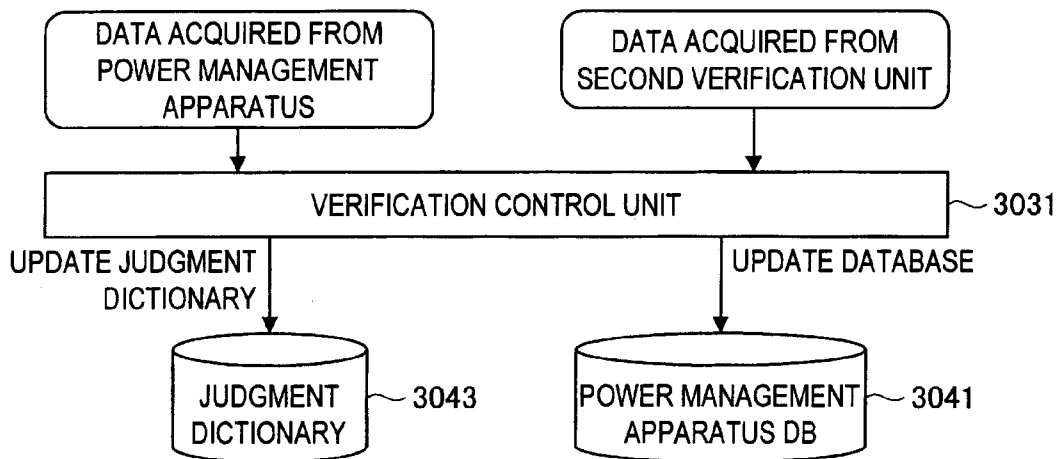 DATA ACQUIRED FROM
POWER MANAGEMENT
APPARATUS
DATA ACQUIRED FROM
SECOND VERIFICATION UNIT
VERIFICATION CONTROL UNIT
3031
UPDATE JUDGMENT
DICTIONARY
UPDATE DATABASE
JUDGMENT
DICTIONARY
3043
POWER MANAGEMENT
APPARATUS DB
3041